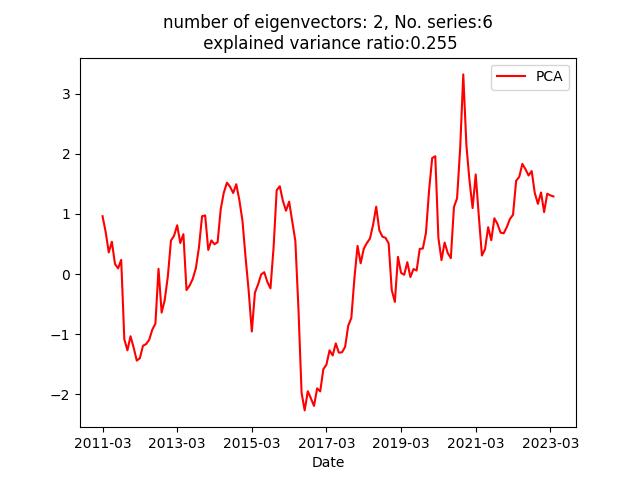 number of eigenvectors: 2, No. series:6
explained variance ratio:0.255
PCA
3
2
1
0
−1
−2
2011-03 2013-03 2015-03 2017-03 2019-03 2021-03 2023-03
Date